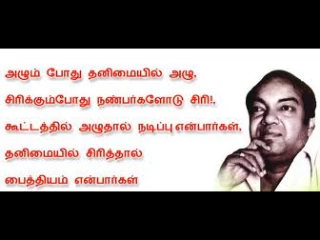 அழும் போது தனிமையில் அழு,
சிரிக்கும்போது நண்பர்களோடு சிரி!.
கூட்டத்தில் அழுதால் நடிப்பு என்பார்கள்,
தனிமையில் சிரித்தால்
பைத்தியம் என்பார்கள்